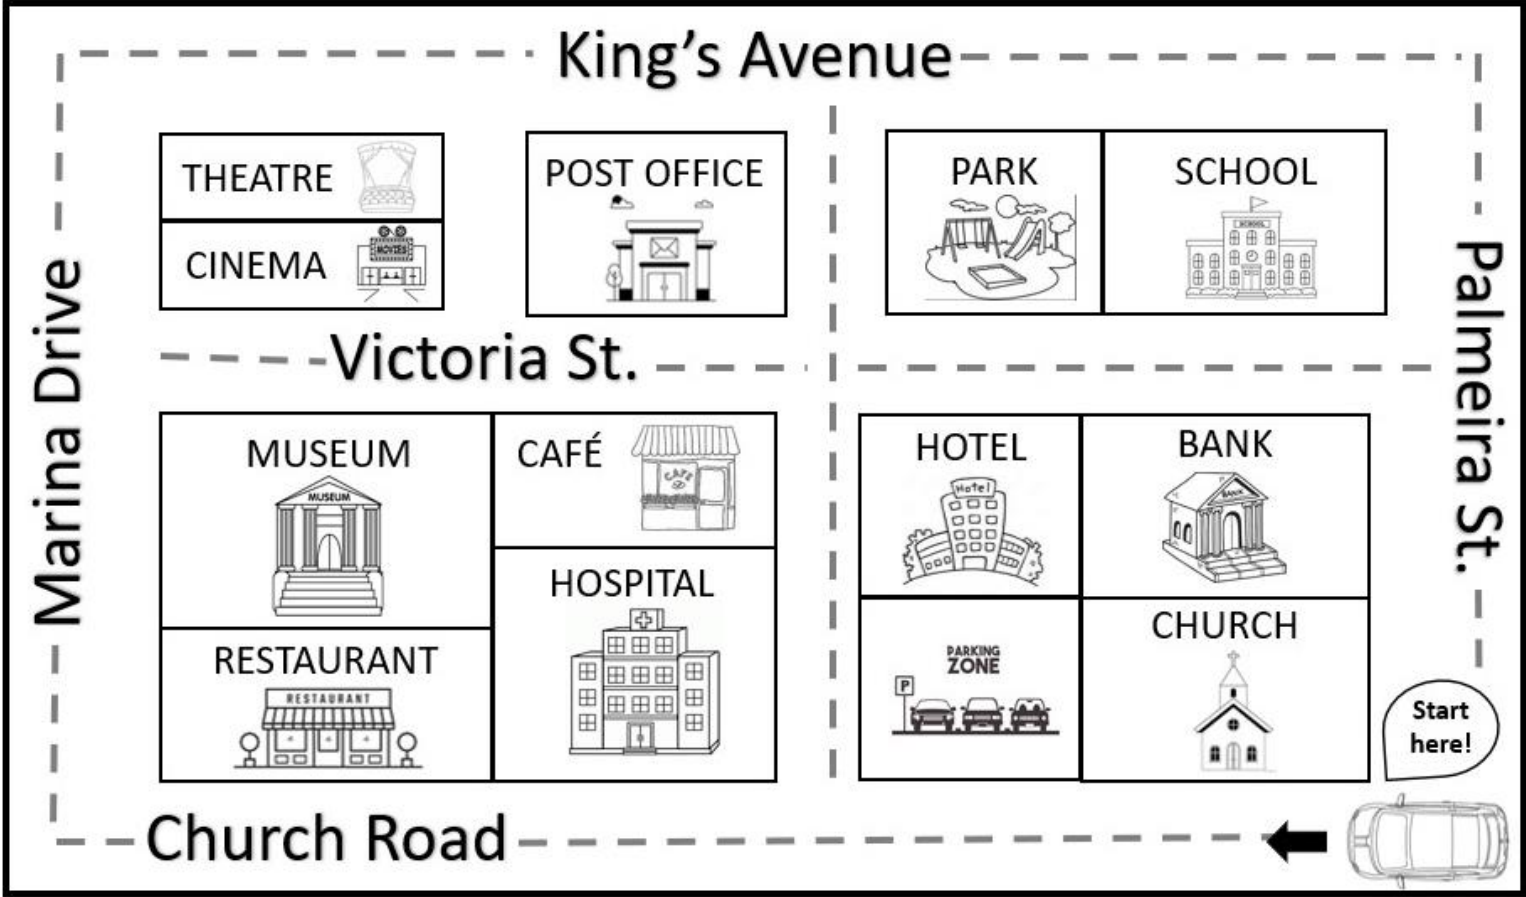 King's Avenue
THEATRE
CINEMA
MOVIES
POST OFFICE
PARK
SCHOOL
SCHOOL
Marina Drive
Victoria St.
Palmeira St.
MUSEUM
MUSEUM
CAFÉ
CAFE
HOTEL
Hotel
BANK
BANK
HOSPITAL
RESTAURANT
RESTAURANT
PARKING
ZONE
P
CHURCH
Start
here!
Church Road